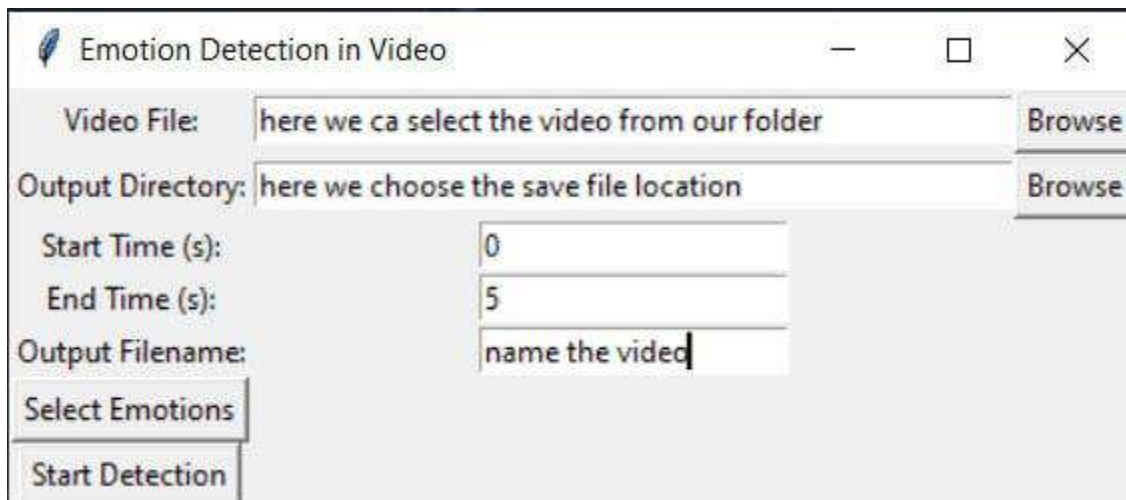 Emotion Detection in Video
Video File: here we ca select the video from our folder Browse
Output Directory: here we choose the save file location Browse
Start Time (s): 0
End Time (s): 5
Output Filename: name the video
Select Emotions
Start Detection